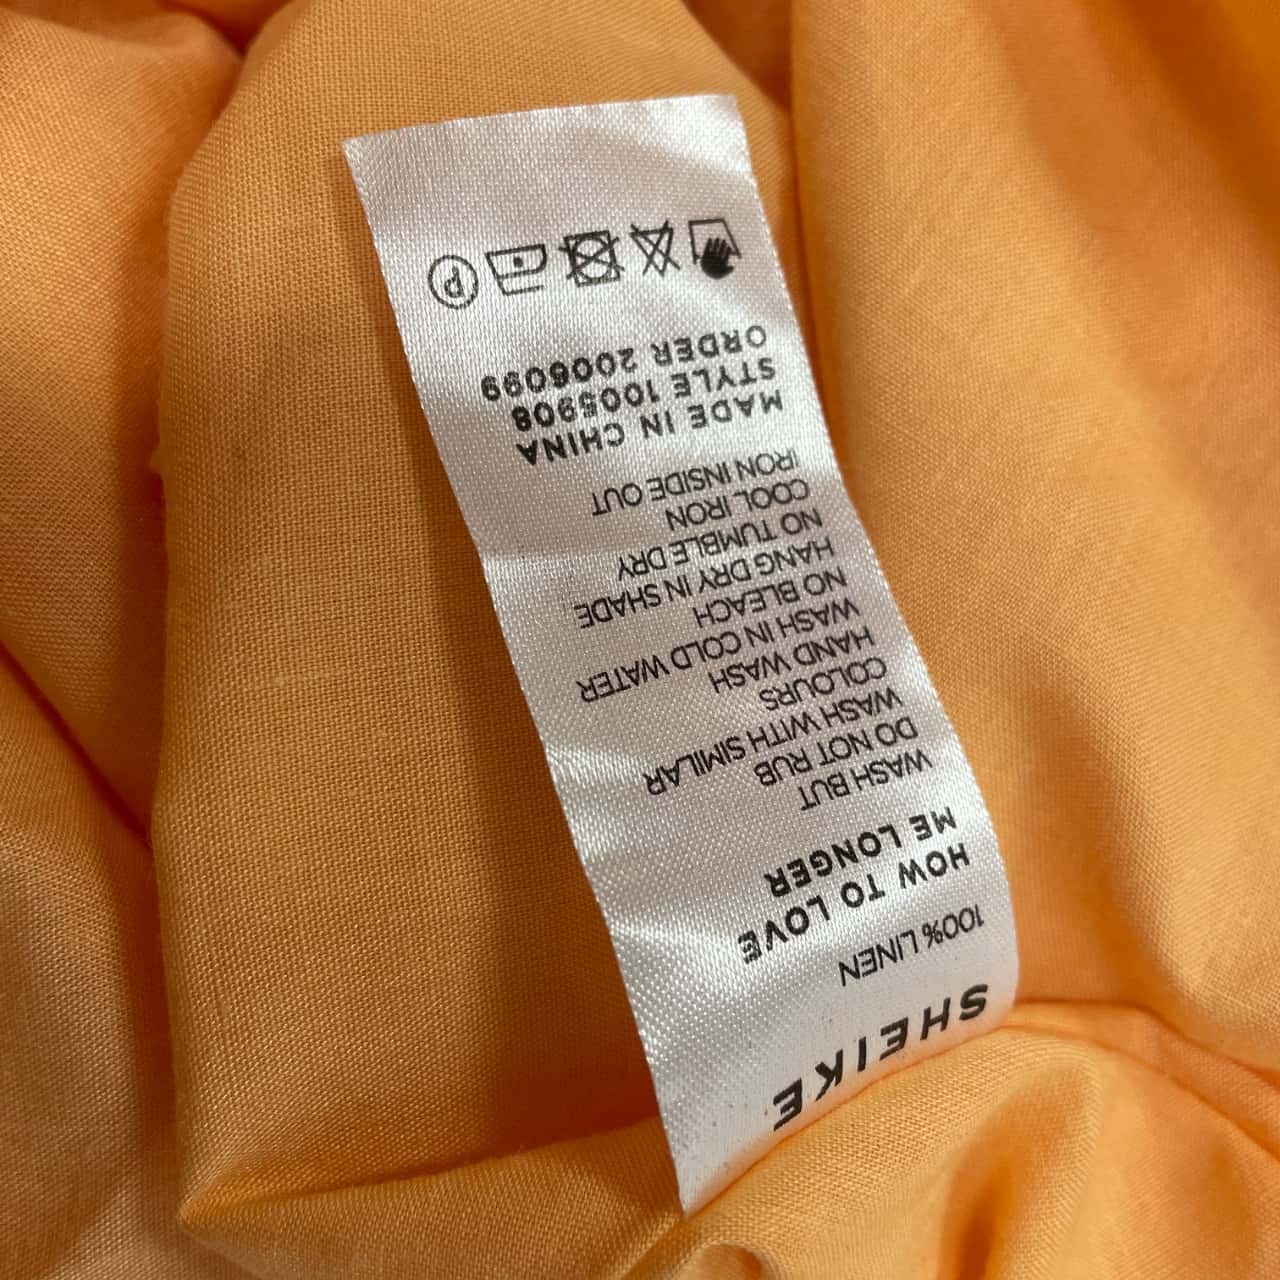 SHEIKE
100% LINEN
HOW TO LOVE
ME LONGER
WASH BUT
DO NOT RUB
WASH WITH SIMILAR
COLOURS
HAND WASH
WASH IN COLD WATER
NO BLEACH
HANG DRY IN SHADE
NO TUMBLE DRY
COOL IRON
IRON INSIDE OUT
MADE IN CHINA
STYLE 1005908
ORDER 2006099
P